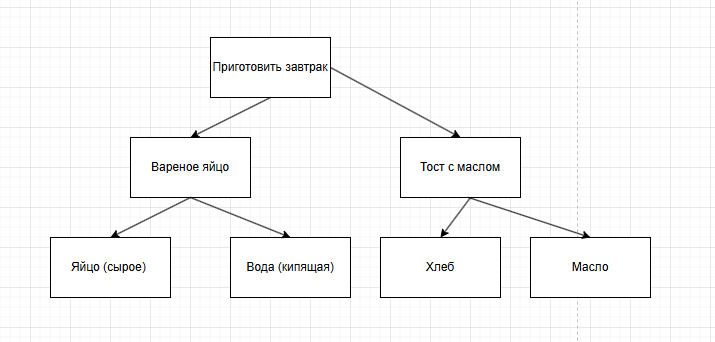 Приготовить завтрак
Вареное яйцо
Тост с маслом
Яйцо (сырое)
Вода (кипящая)
Хлеб
Масло